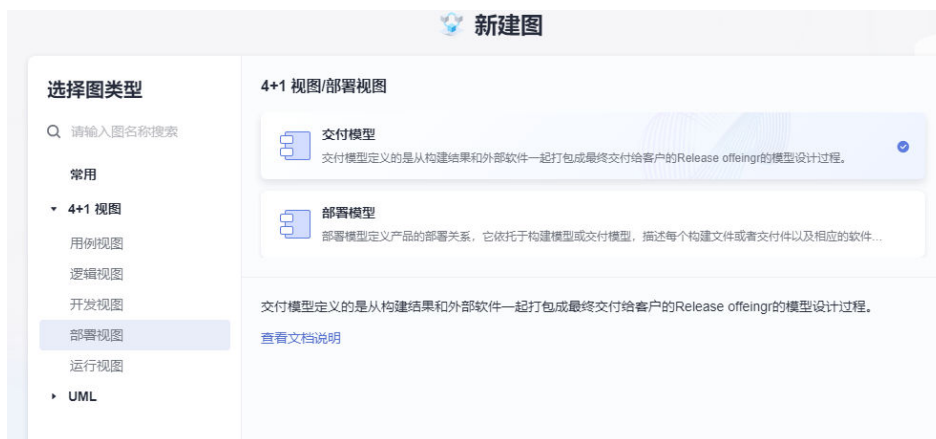 新建图
选择图类型
请输入图名称搜索
常用
4+1 视图
用例视图
逻辑视图
开发视图
部署视图
运行视图
UML
4+1 视图/部署视图
交付模型
交付模型定义的是从构建结果和外部软件一起打包成最终交付给客户的Release offeingr的模型设计过程。
部署模型
部署模型定义产品的部署关系，它依托于构建模型或交付模型，描述每个构建文件或者交付件以及相应的软件...
交付模型定义的是从构建结果和外部软件一起打包成最终交付给客户的Release offeingr的模型设计过程。
查看文档说明